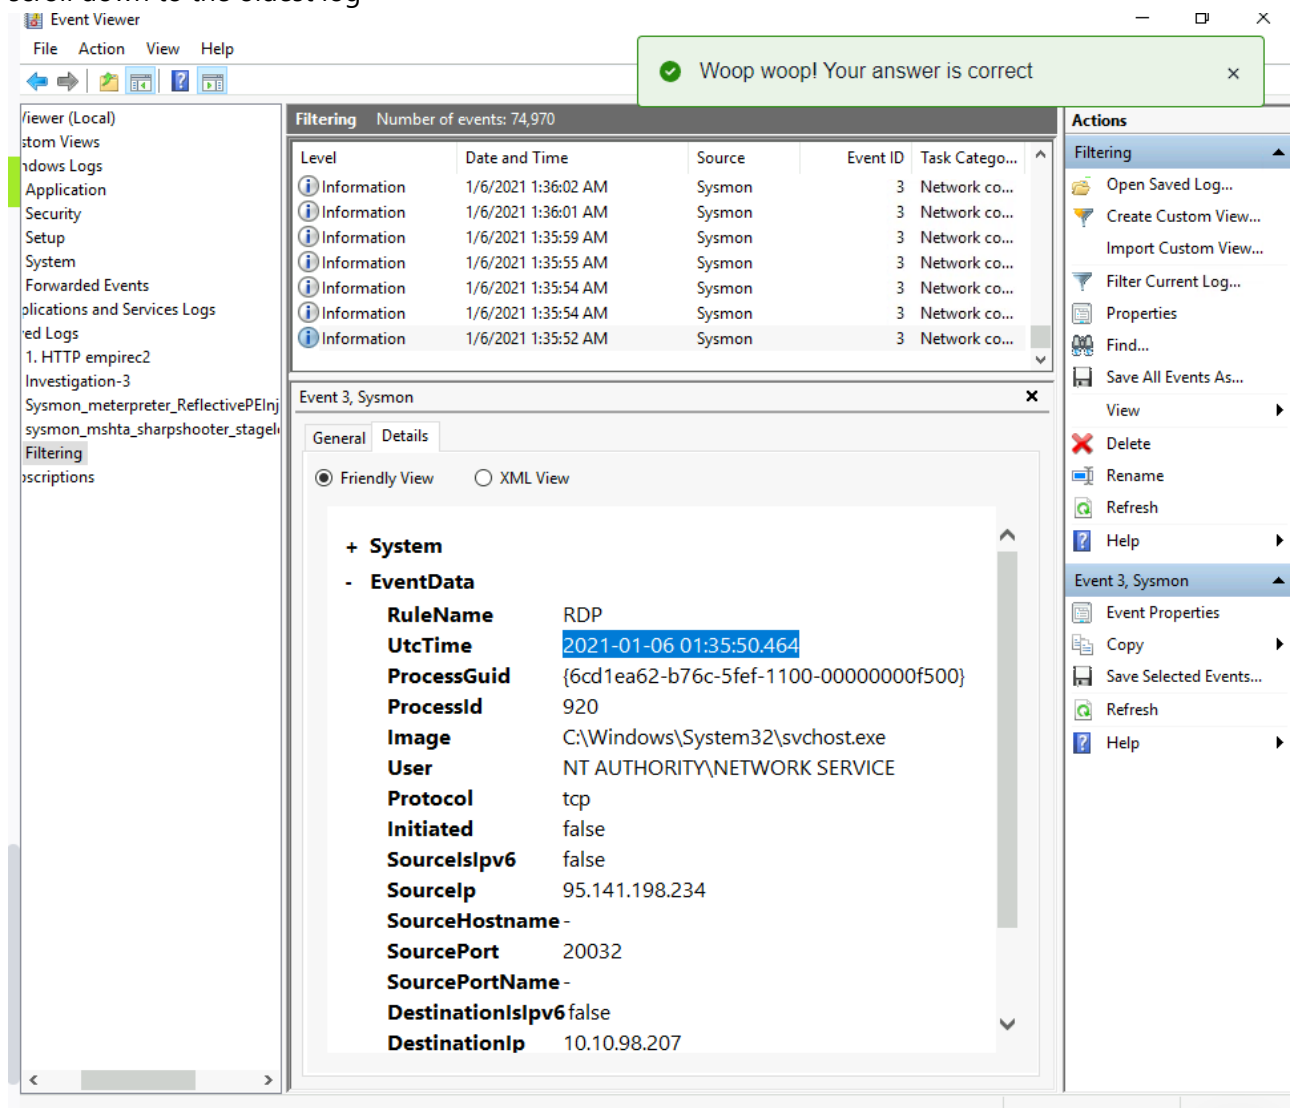 scroll down to the oldest log
Event Viewer
File Action View Help
Woop woop! Your answer is correct
Viewer (Local)
stom Views
ndows Logs
Application
Security
Setup
System
Forwarded Events
plications and Services Logs
ved Logs
1. HTTP empirec2
Investigation-3
Sysmon_meterpreter_ReflectivePEInj
sysmon_mshta_sharpshooter_stagel
Filtering
bscriptions
Filtering Number of events: 74,970
Level Date and Time Source Event ID Task Catego...
Information 1/6/2021 1:36:02 AM Sysmon 3 Network co...
Information 1/6/2021 1:36:01 AM Sysmon 3 Network co...
Information 1/6/2021 1:35:59 AM Sysmon 3 Network co...
Information 1/6/2021 1:35:55 AM Sysmon 3 Network co...
Information 1/6/2021 1:35:54 AM Sysmon 3 Network co...
Information 1/6/2021 1:35:54 AM Sysmon 3 Network co...
Information 1/6/2021 1:35:52 AM Sysmon 3 Network co...
Event 3, Sysmon
General Details
Friendly View XML View
+ System
- EventData
RuleName RDP
UtcTime 2021-01-06 01:35:50.464
ProcessGuid {6cd1ea62-b76c-5fef-1100-00000000f500}
ProcessId 920
Image C:\Windows\System32\svchost.exe
User NT AUTHORITY\NETWORK SERVICE
Protocol tcp
Initiated false
SourceIsIpv6 false
SourceIp 95.141.198.234
SourceHostname -
SourcePort 20032
SourcePortName -
DestinationIsIpv6 false
DestinationIp 10.10.98.207
Actions
Filtering
Open Saved Log...
Create Custom View...
Import Custom View...
Filter Current Log...
Properties
Find...
Save All Events As...
View
Delete
Rename
Refresh
Help
Event 3, Sysmon
Event Properties
Copy
Save Selected Events...
Refresh
Help